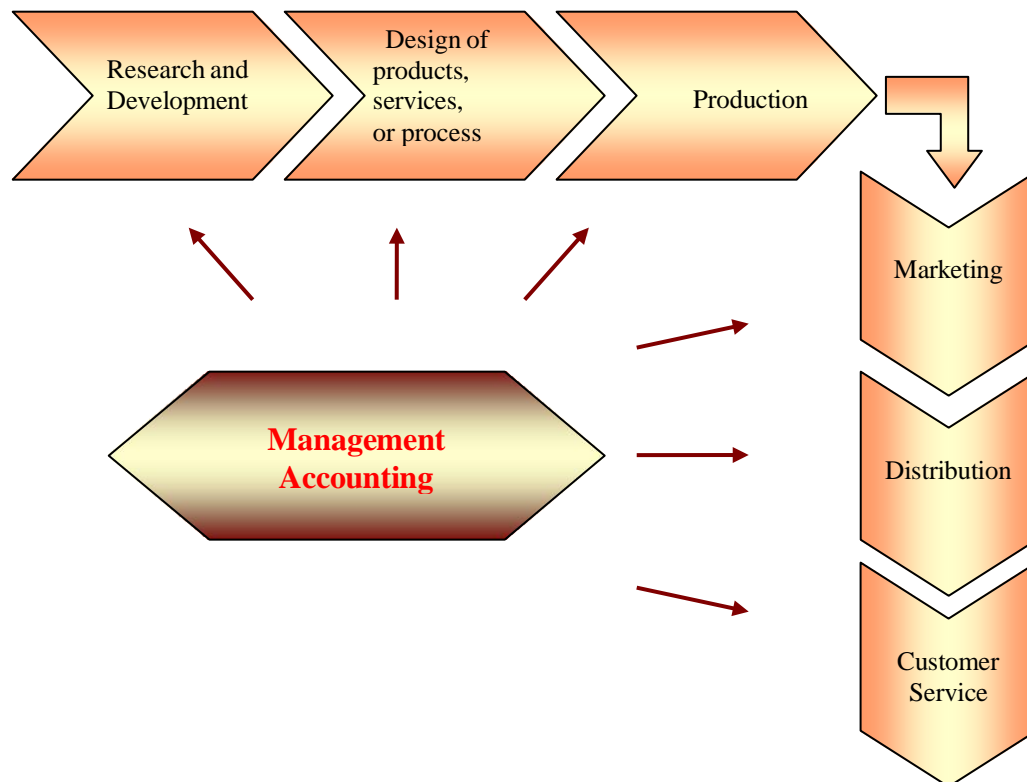 Research and
Development
Design of
products,
services,
or process
Production
Marketing
Management
Accounting
Distribution
Customer
Service